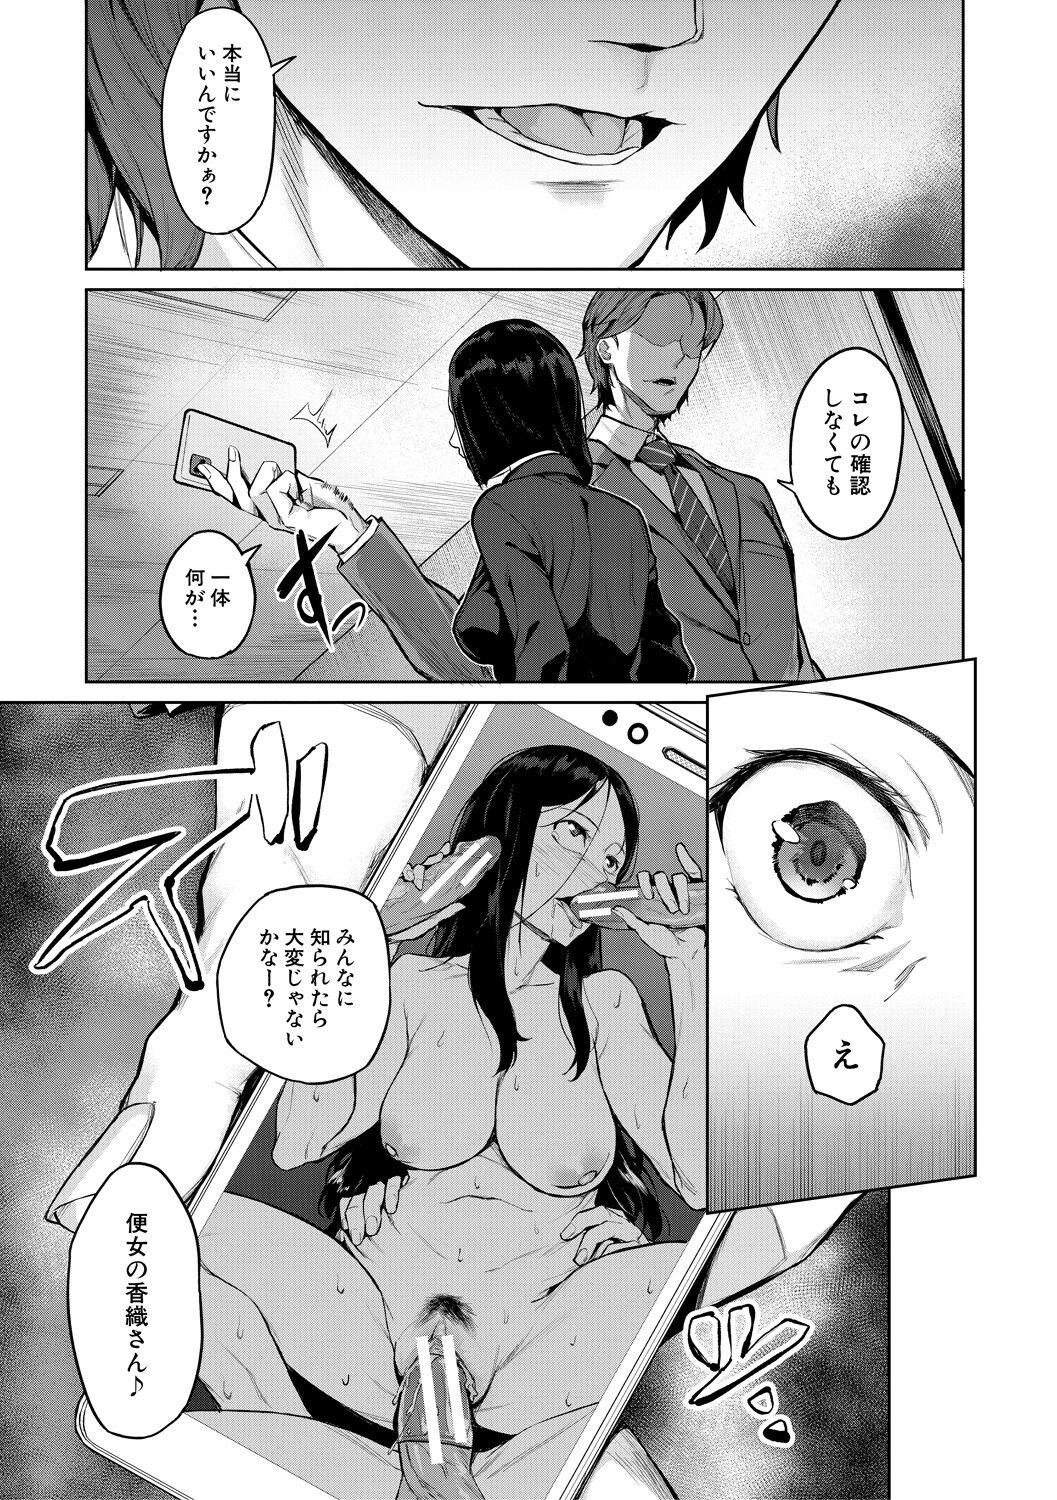 本当に
いいんですかぁ?
コレの確認
しなくても
一体
何が…
すっ
え
みんなに
知られたら
大変じゃない
かなー?
便女の香織さん♪